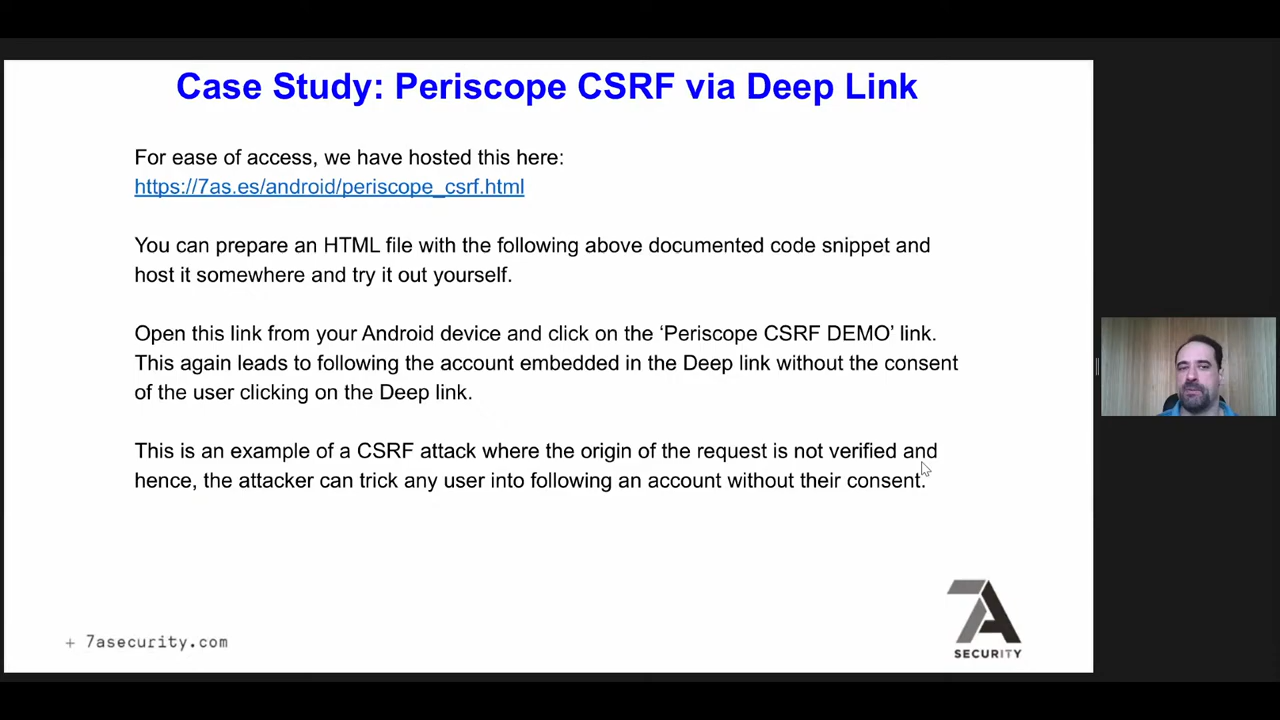 Case Study: Periscope CSRF via Deep Link
For ease of access, we have hosted this here:
https://7as.es/android/periscope_csrf.html
You can prepare an HTML file with the following above documented code snippet and
host it somewhere and try it out yourself.
Open this link from your Android device and click on the ‘Periscope CSRF DEMO’ link.
This again leads to following the account embedded in the Deep link without the consent
of the user clicking on the Deep link.
This is an example of a CSRF attack where the origin of the request is not verified and
hence, the attacker can trick any user into following an account without their consent.
+ 7asecurity.com
7A
SECURITY